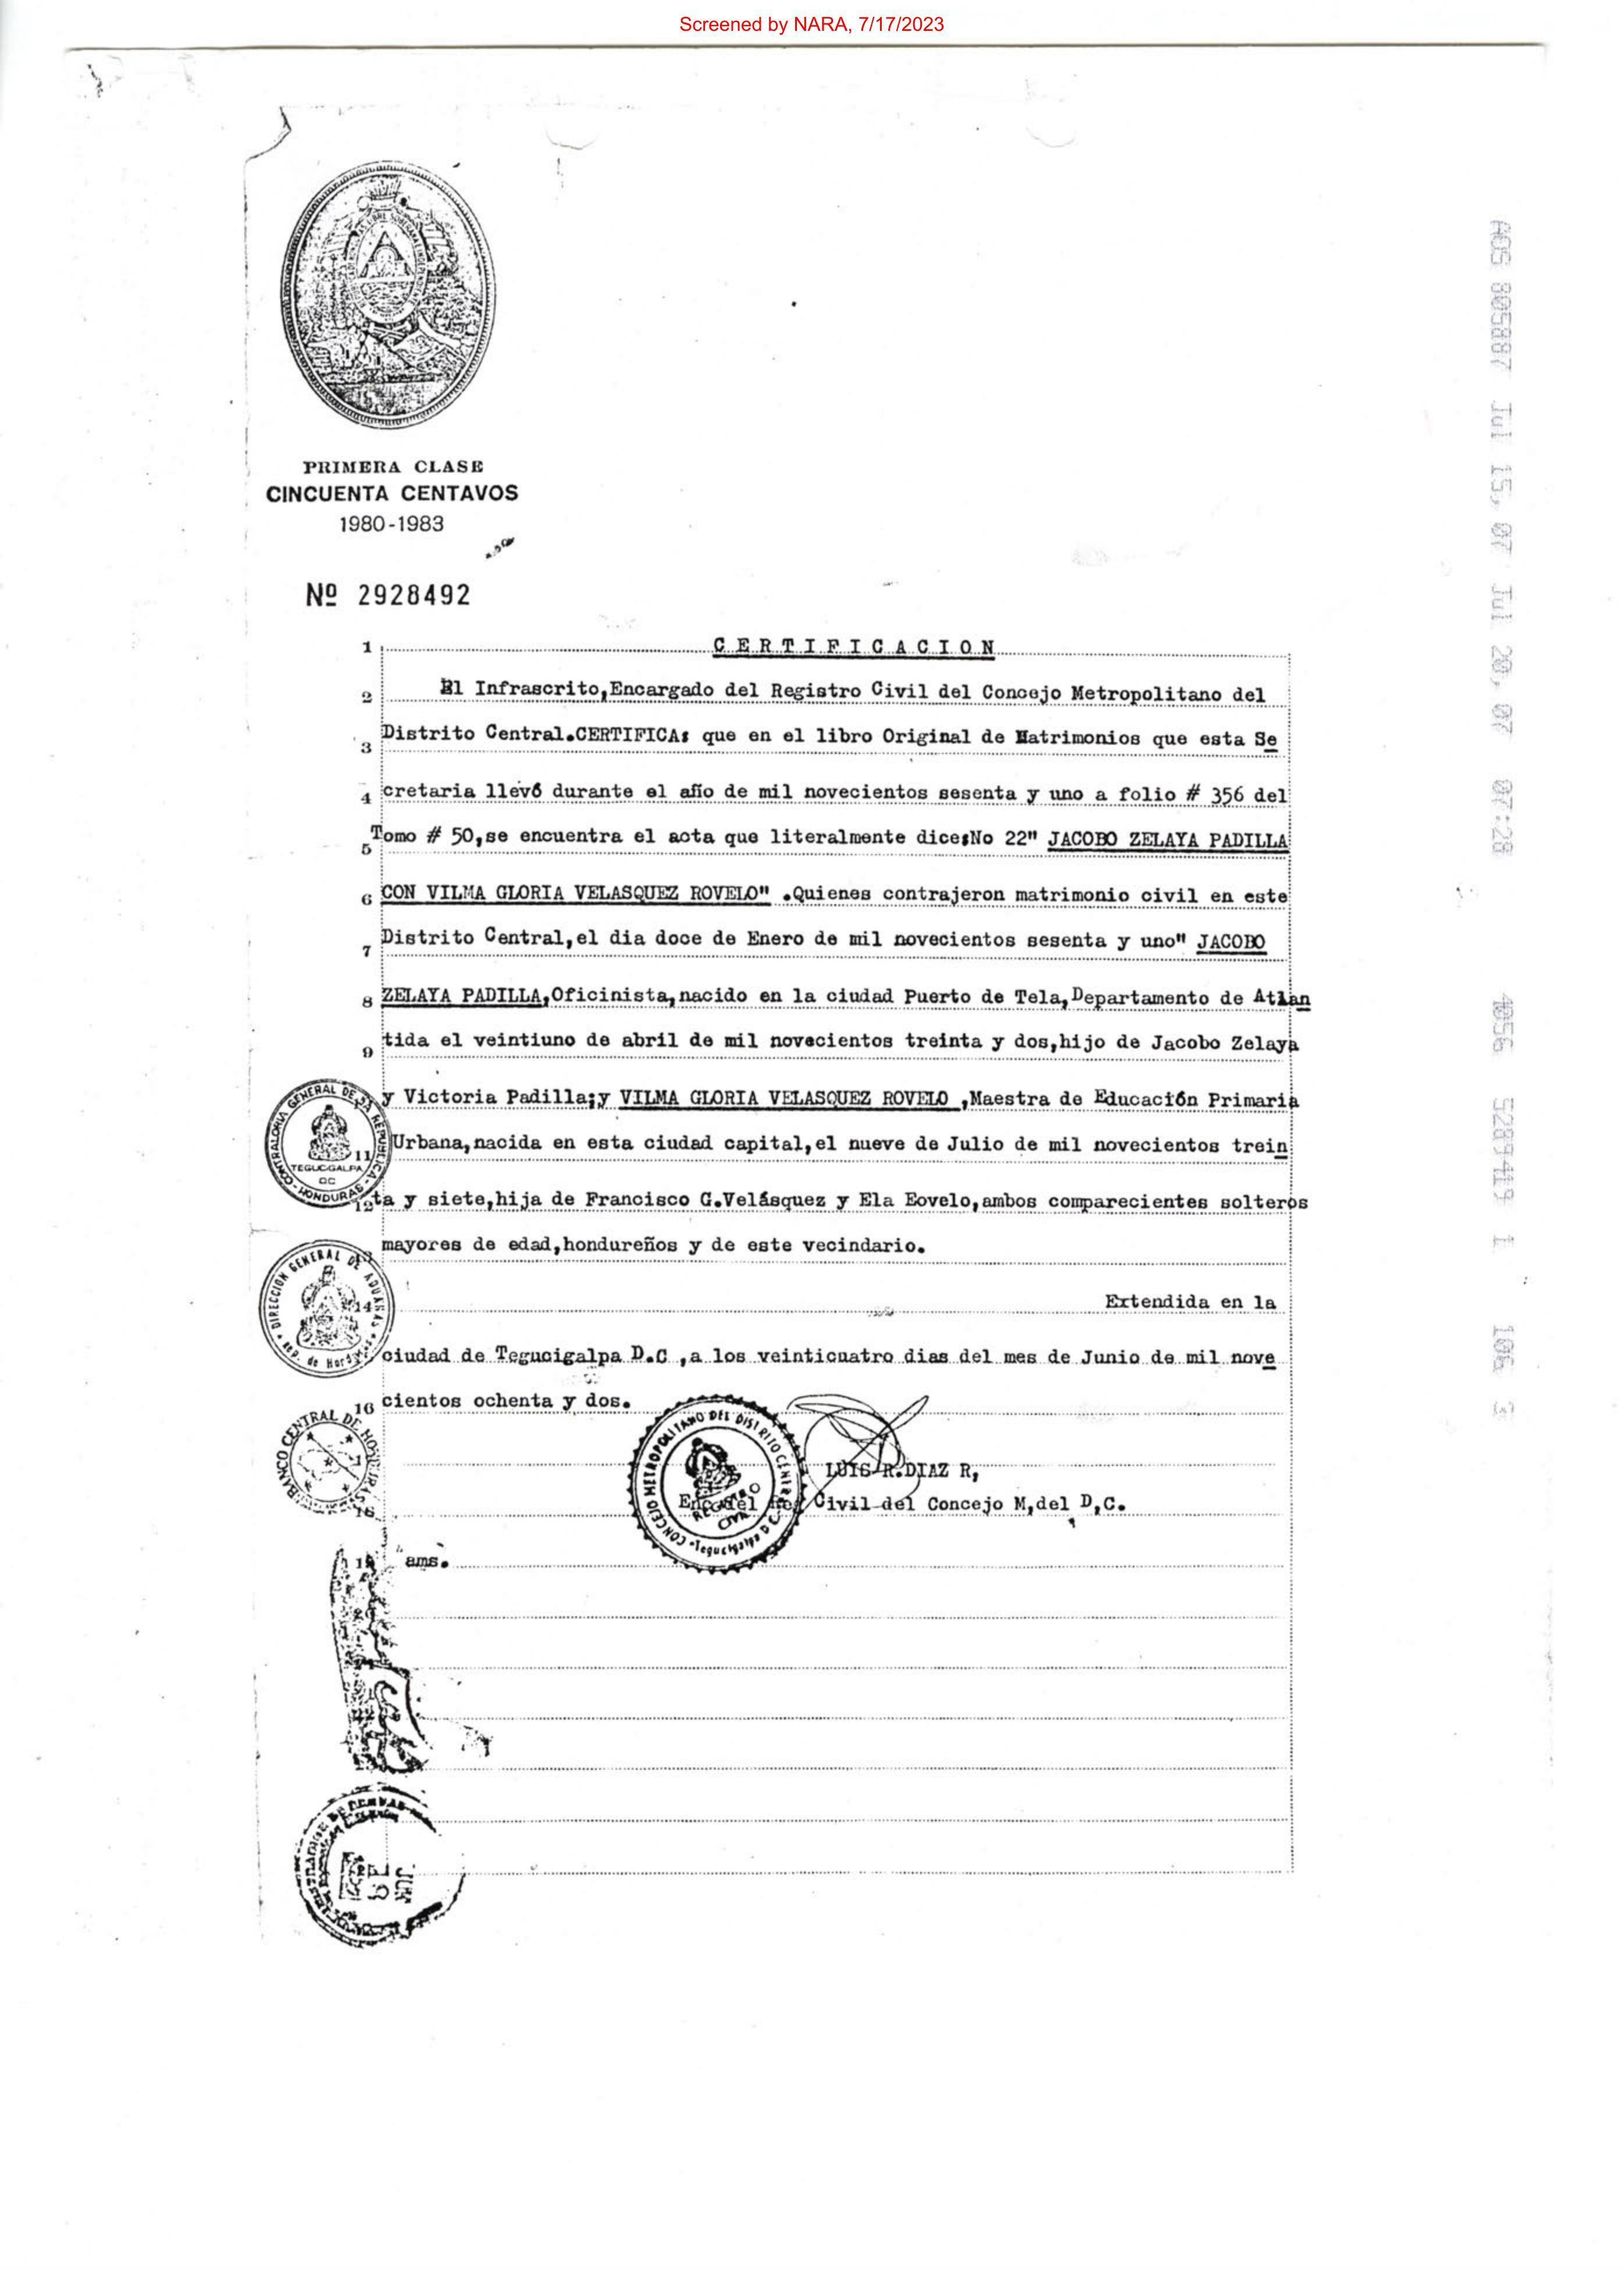 Screened by NARA, 7/17/2023
PRIMERA CLASE
CINCUENTA CENTAVOS
1980-1983
Nº 2928492
1 CERTIFICACION
2 El Infrascrito,Encargado del Registro Civil del Concejo Metropolitano del
3 Distrito Central.CERTIFICA: que en el libro Original de Matrimonios que esta Se
4 cretaria llevó durante el año de mil novecientos sesenta y uno a folio # 356 del
5 Tomo # 50,se encuentra el acta que literalmente dice:No 22" JACOBO ZELAYA PADILLA
6 CON VILMA GLORIA VELASQUEZ ROVELO" .Quienes contrajeron matrimonio civil en este
7 Distrito Central,el dia doce de Enero de mil novecientos sesenta y uno" JACOBO
8 ZELAYA PADILLA,Oficinista,nacido en la ciudad Puerto de Tela,Departamento de Atlan
9 tida el veintiuno de abril de mil novecientos treinta y dos,hijo de Jacobo Zelaya
y Victoria Padilla;y VILMA GLORIA VELASQUEZ ROVELO ,Maestra de Educación Primaria
11 Urbana,nacida en esta ciudad capital,el nueve de Julio de mil novecientos trein
12 ta y siete,hija de Francisco G.Velásquez y Ela Eovelo,ambos comparecientes solteros
mayores de edad,hondureños y de este vecindario.
14 Extendida en la
ciudad de Tegucigalpa D.C ,a los veinticuatro dias del mes de Junio de mil nove
16 cientos ochenta y dos.
LUIS R.DIAZ R,
Civil del Concejo M,del D,C.
ams.
CONTRALORIA GENERAL DE LA REPUBLICA - HONDURAS
TEGUCIGALPA
DC
DIRECCION GENERAL DE ADUANAS
Rep. de Honduras
BANCO CENTRAL DE HONDURAS
CONCEJO METROPOLITANO DEL DISTRITO CENTRAL
REGISTRO
CIVIL
Tegucigalpa D.C.
JUN
ACS 805887 Jul 15, 07 Jul 20, 07 07:28 4056 5289419 1 106 3